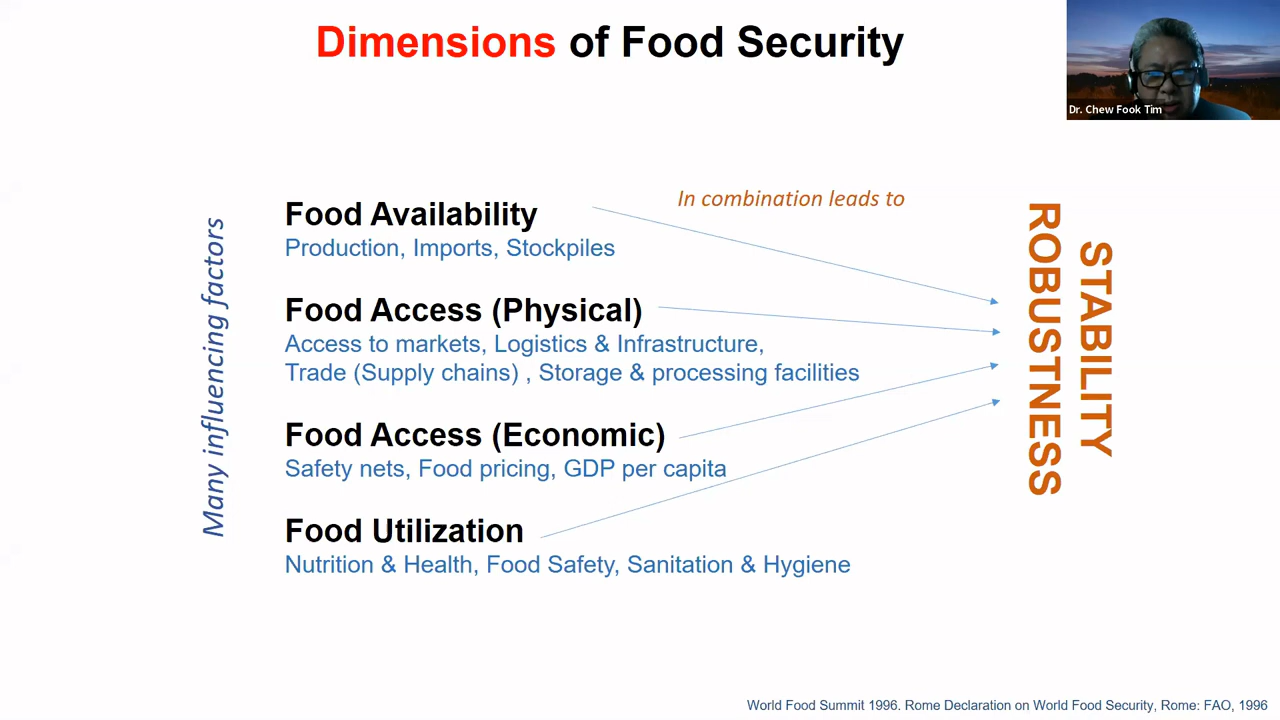 Dimensions of Food Security
Dr. Chew Fook Tim
Many influencing factors
In combination leads to
Food Availability
Production, Imports, Stockpiles
Food Access (Physical)
Access to markets, Logistics & Infrastructure,
Trade (Supply chains) , Storage & processing facilities
Food Access (Economic)
Safety nets, Food pricing, GDP per capita
Food Utilization
Nutrition & Health, Food Safety, Sanitation & Hygiene
ROBUSTNESS
STABILITY
World Food Summit 1996. Rome Declaration on World Food Security, Rome: FAO, 1996